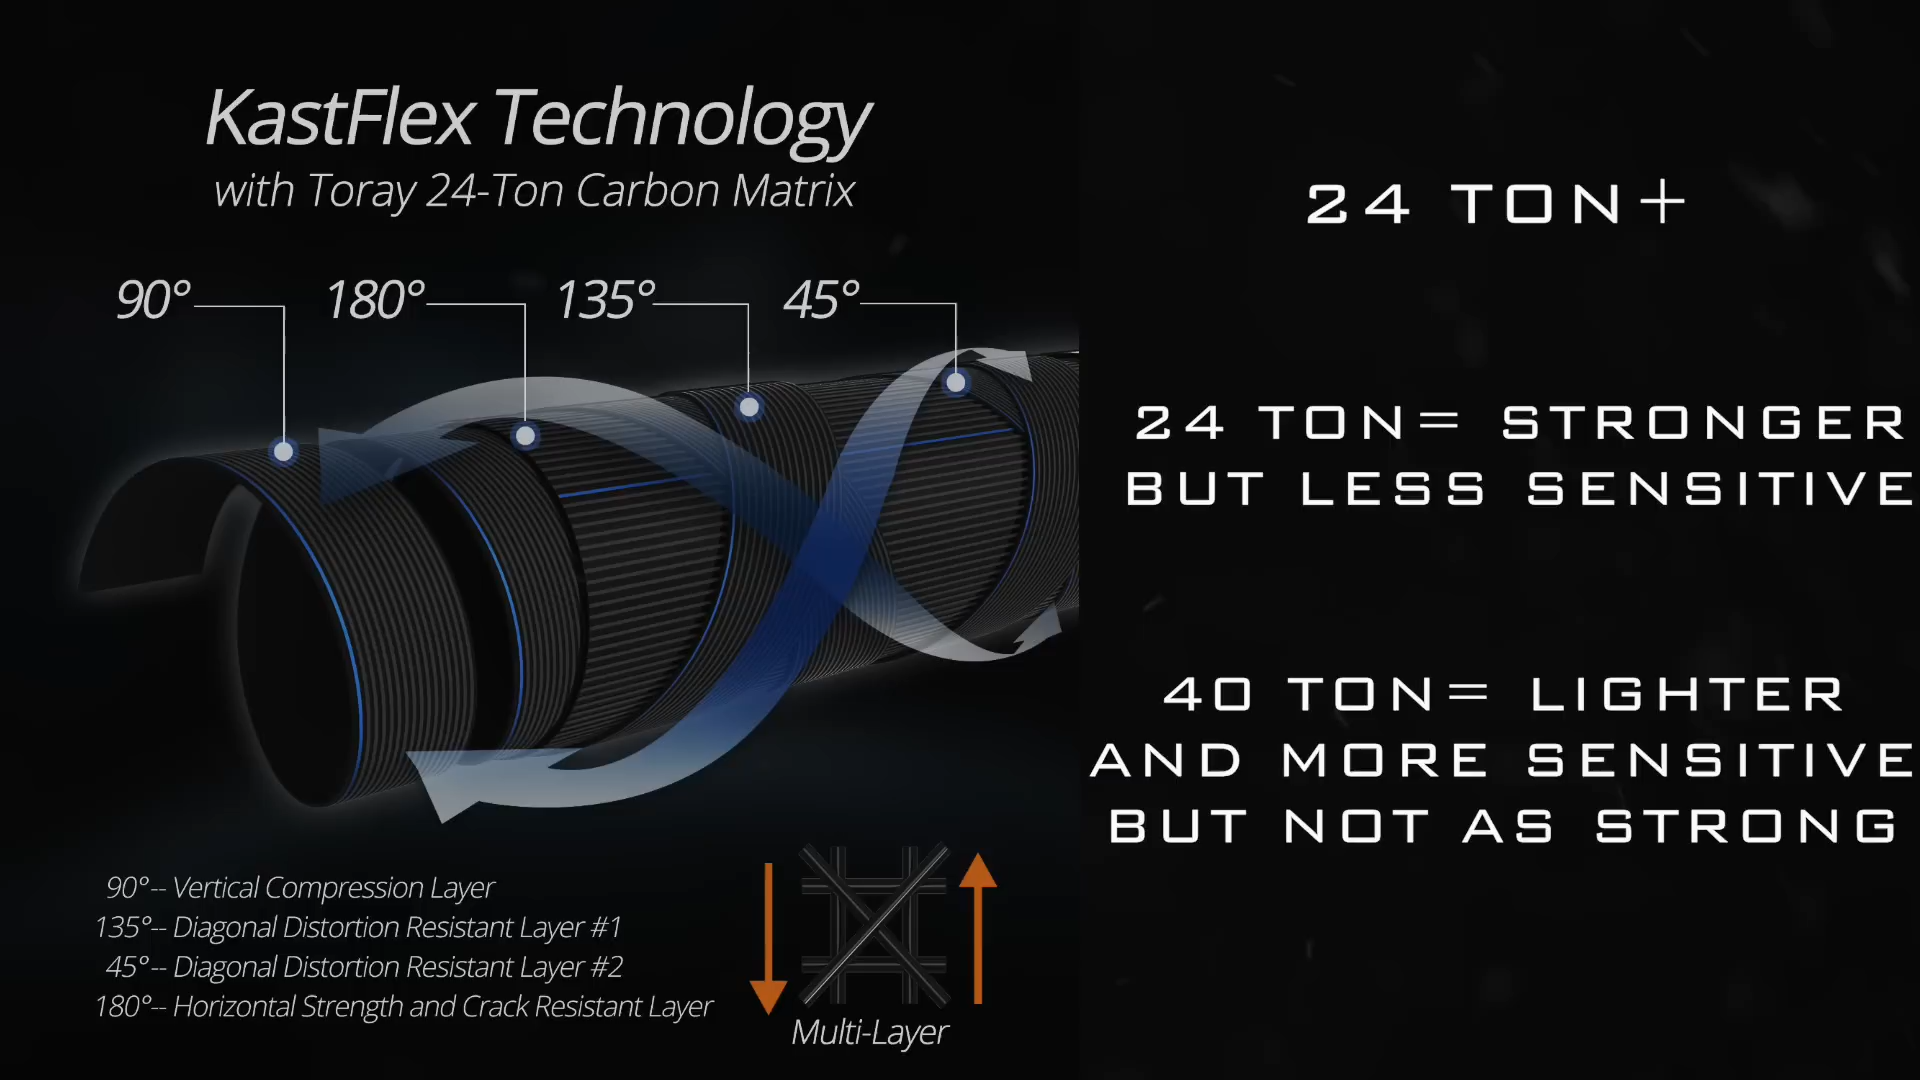 KastFlex Technology
with Toray 24-Ton Carbon Matrix
90° 180° 135° 45°
90°-- Vertical Compression Layer
135°-- Diagonal Distortion Resistant Layer #1
45°-- Diagonal Distortion Resistant Layer #2
180°-- Horizontal Strength and Crack Resistant Layer
Multi-Layer
24 TON+
24 TON= STRONGER
BUT LESS SENSITIVE
40 TON= LIGHTER
AND MORE SENSITIVE
BUT NOT AS STRONG